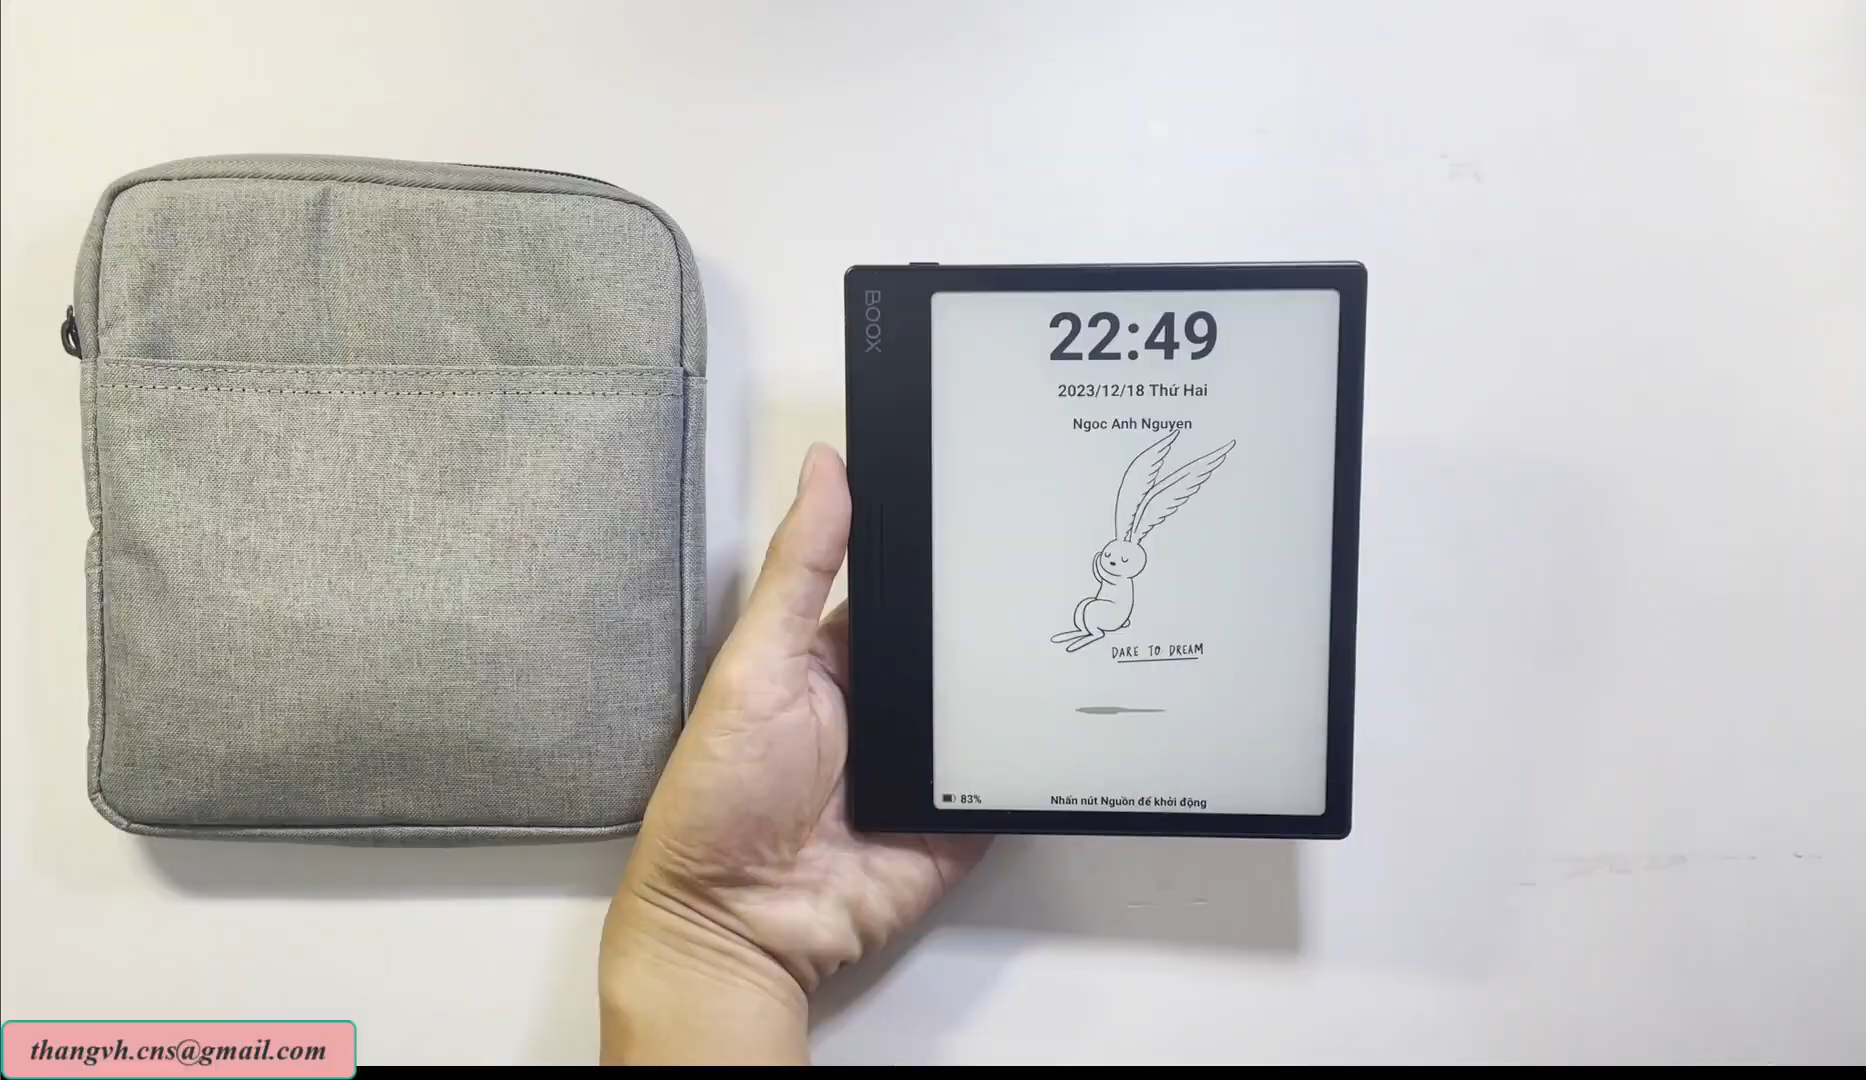 BOOX
22:49
2023/12/18 Thứ Hai
Ngoc Anh Nguyen
DARE TO DREAM
83%
Nhấn nút Nguồn để khởi động
thangvh.cns@gmail.com